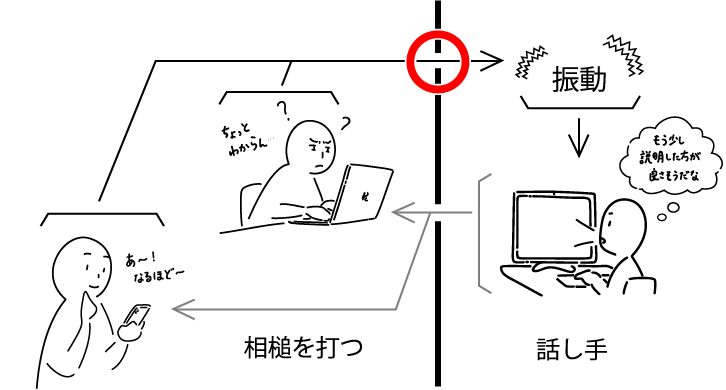 振動
ちょっと
わからん…
?
?
もう少し
説明した方が
良さそうだな
あ〜!
なるほど〜
相槌を打つ
話し手